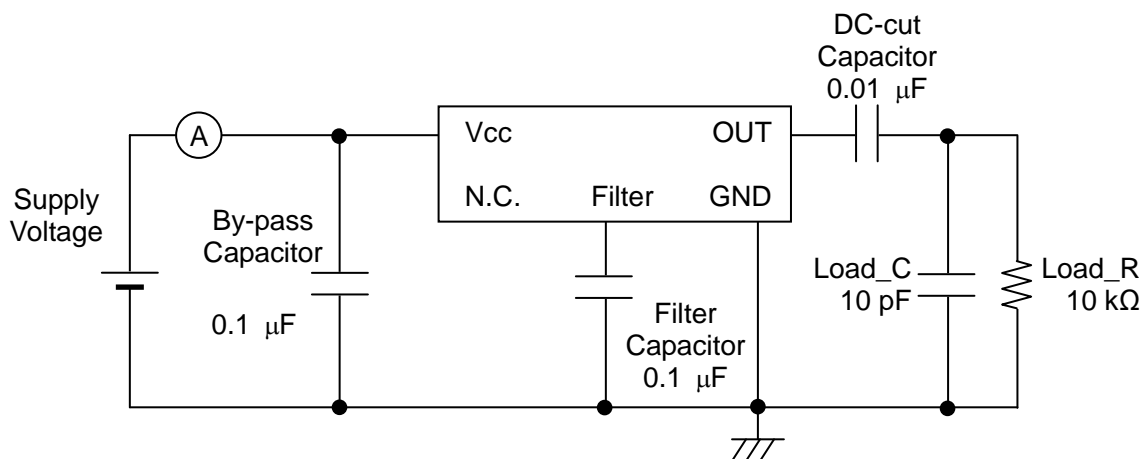 DC-cut
Capacitor
0.01 μF
A
Vcc
OUT
N.C.
Filter
GND
Supply
Voltage
By-pass
Capacitor
0.1 μF
Filter
Capacitor
0.1 μF
Load_C
10 pF
Load_R
10 kΩ